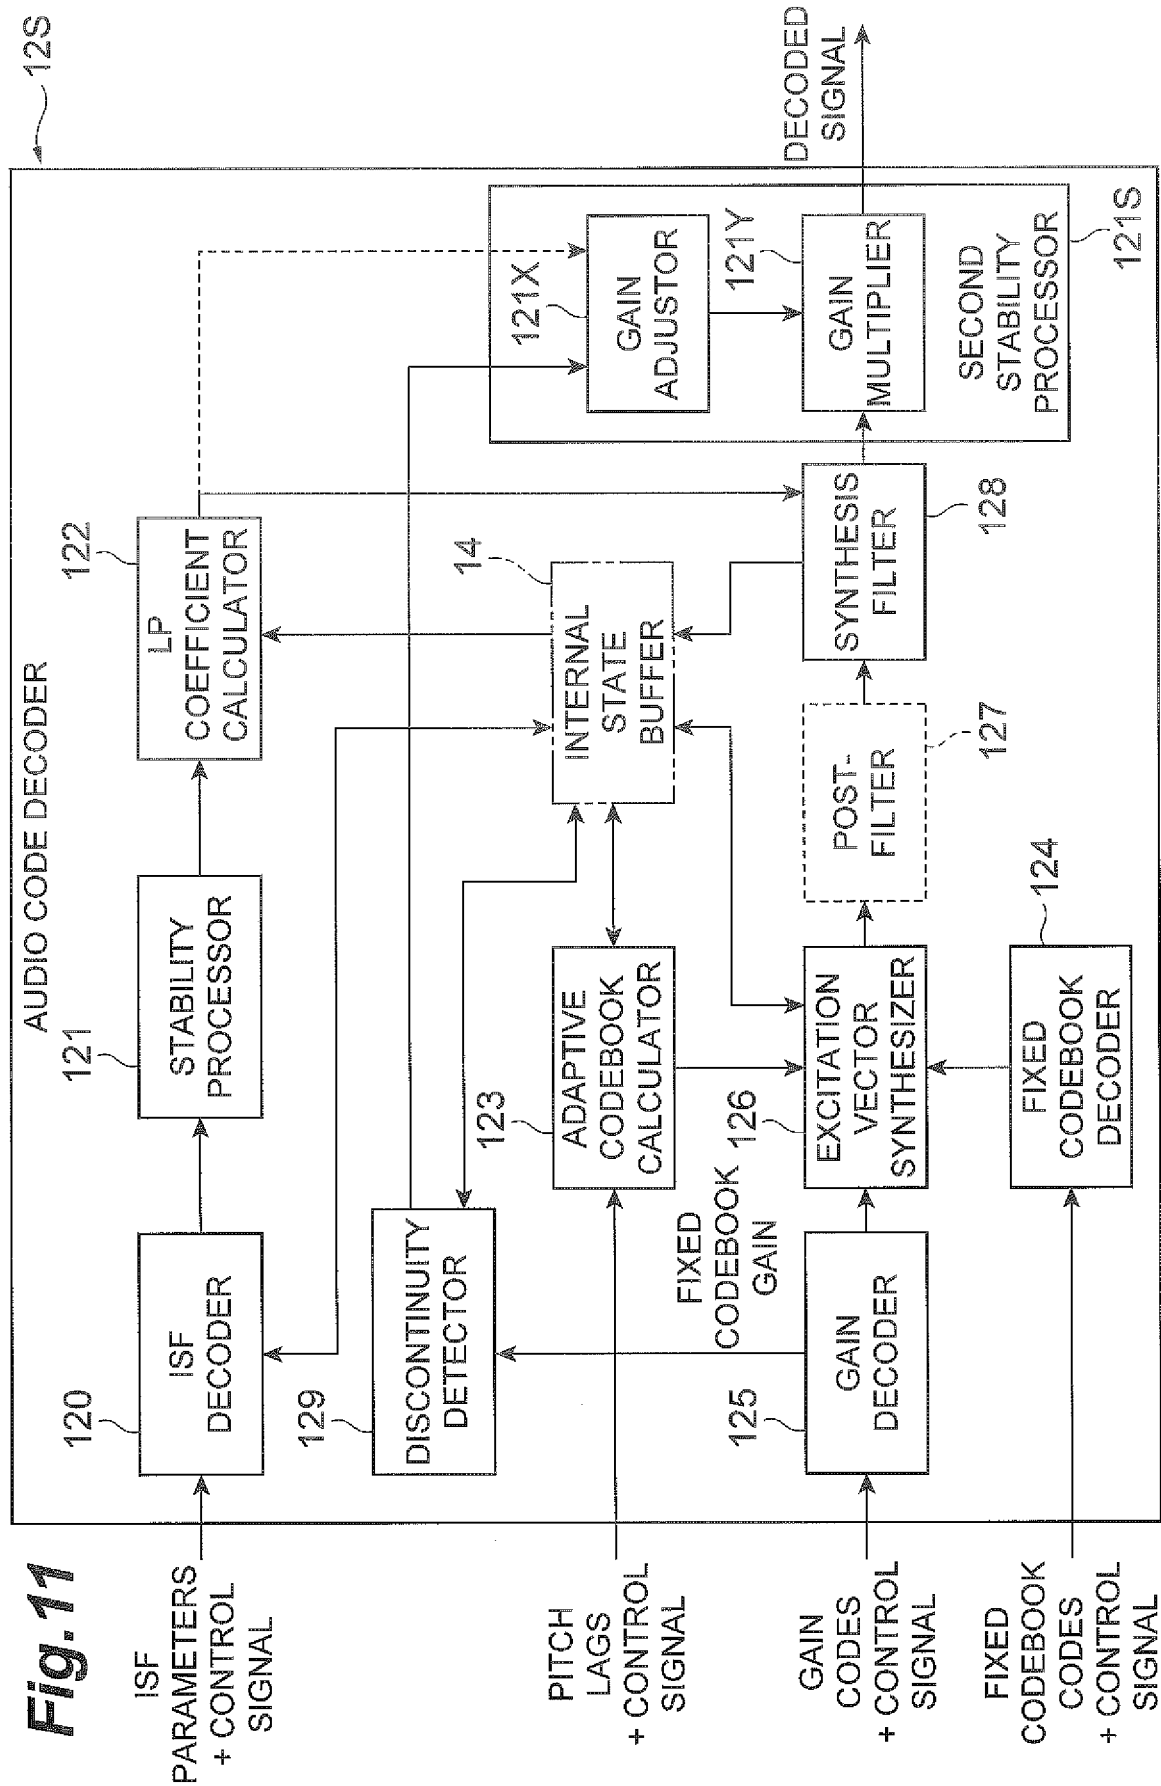 Fig.11
AUDIO CODE DECODER
12S
ISF
PARAMETERS
+ CONTROL
SIGNAL
120
ISF
DECODER
121
STABILITY
PROCESSOR
122
LP
COEFFICIENT
CALCULATOR
129
DISCONTINUITY
DETECTOR
PITCH
LAGS
+ CONTROL
SIGNAL
123
ADAPTIVE
CODEBOOK
CALCULATOR
14
INTERNAL
STATE
BUFFER
121X
GAIN
ADJUSTOR
FIXED
CODEBOOK
GAIN
GAIN
CODES
+ CONTROL
SIGNAL
125
GAIN
DECODER
126
EXCITATION
VECTOR
SYNTHESIZER
POST-
FILTER
127
SYNTHESIS
FILTER
128
121Y
GAIN
MULTIPLIER
DECODED
SIGNAL
SECOND
STABILITY
PROCESSOR
121S
FIXED
CODEBOOK
CODES
+ CONTROL
SIGNAL
124
FIXED
CODEBOOK
DECODER